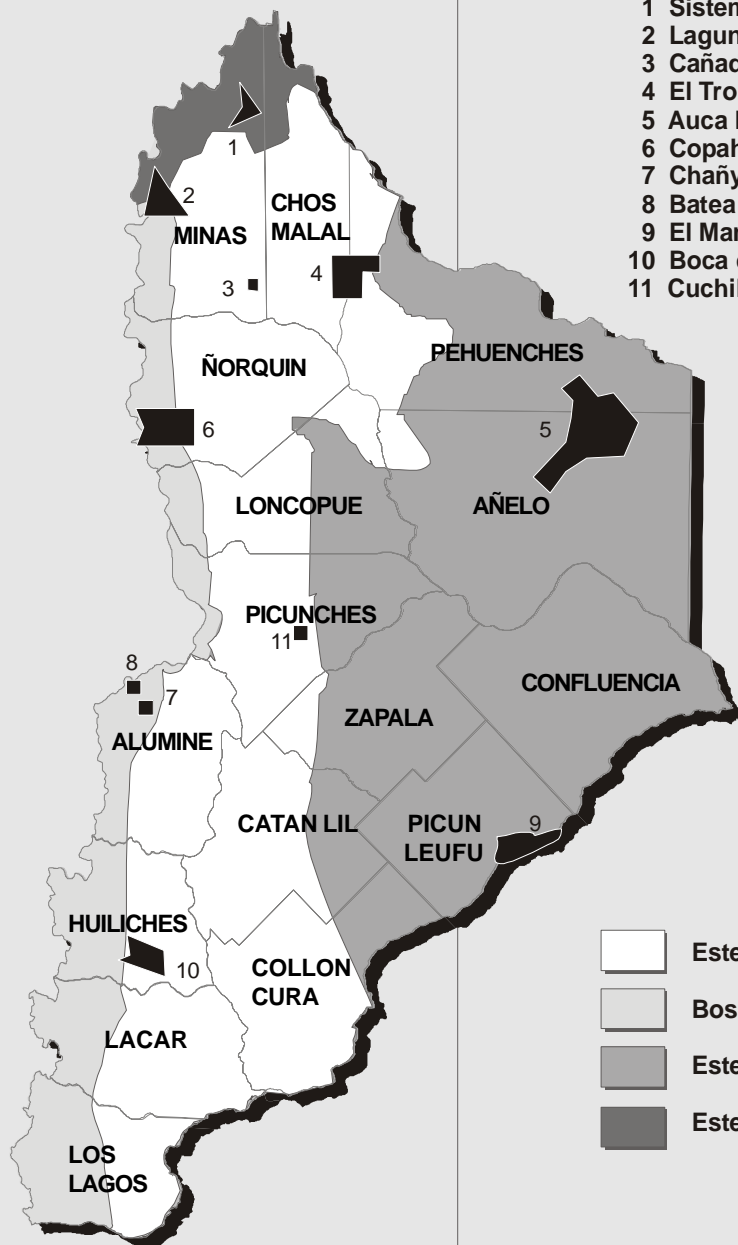 1 Sistem
2 Lagun
3 Cañad
4 El Tro
5 Auca
6 Copah
7 Chañy
8 Batea
9 El Mar
10 Boca
11 Cuchil
1
2
MINAS
CHOS
MALAL
3
4
ÑORQUIN
PEHUENCHES
6
5
LONCOPUE
AÑELO
PICUNCHES
11
8
7
ALUMINE
ZAPALA
CONFLUENCIA
CATAN LIL
PICUN
LEUFU
9
HUILICHES
10
COLLON
CURA
LACAR
LOS
LAGOS
Este
Bos
Este
Este